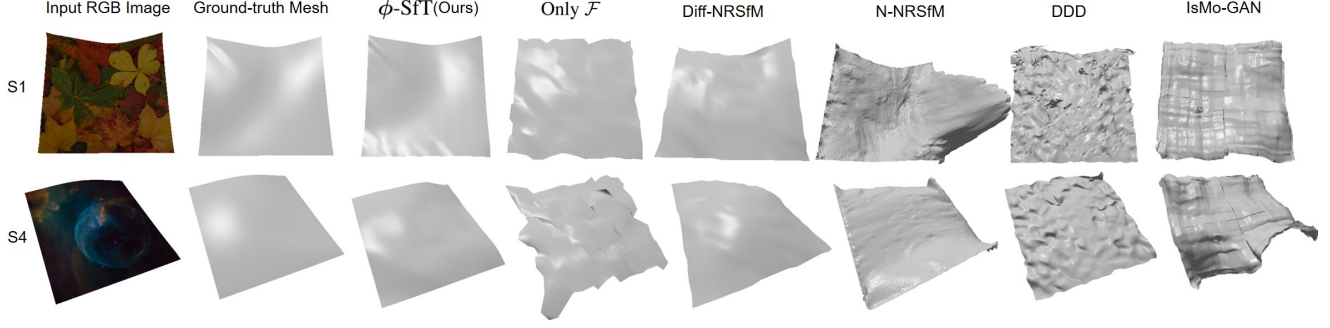 Input RGB Image Ground-truth Mesh ϕ-SfT(Ours) Only ℱ Diff-NRSfM N-NRSfM DDD IsMo-GAN
S1
S4